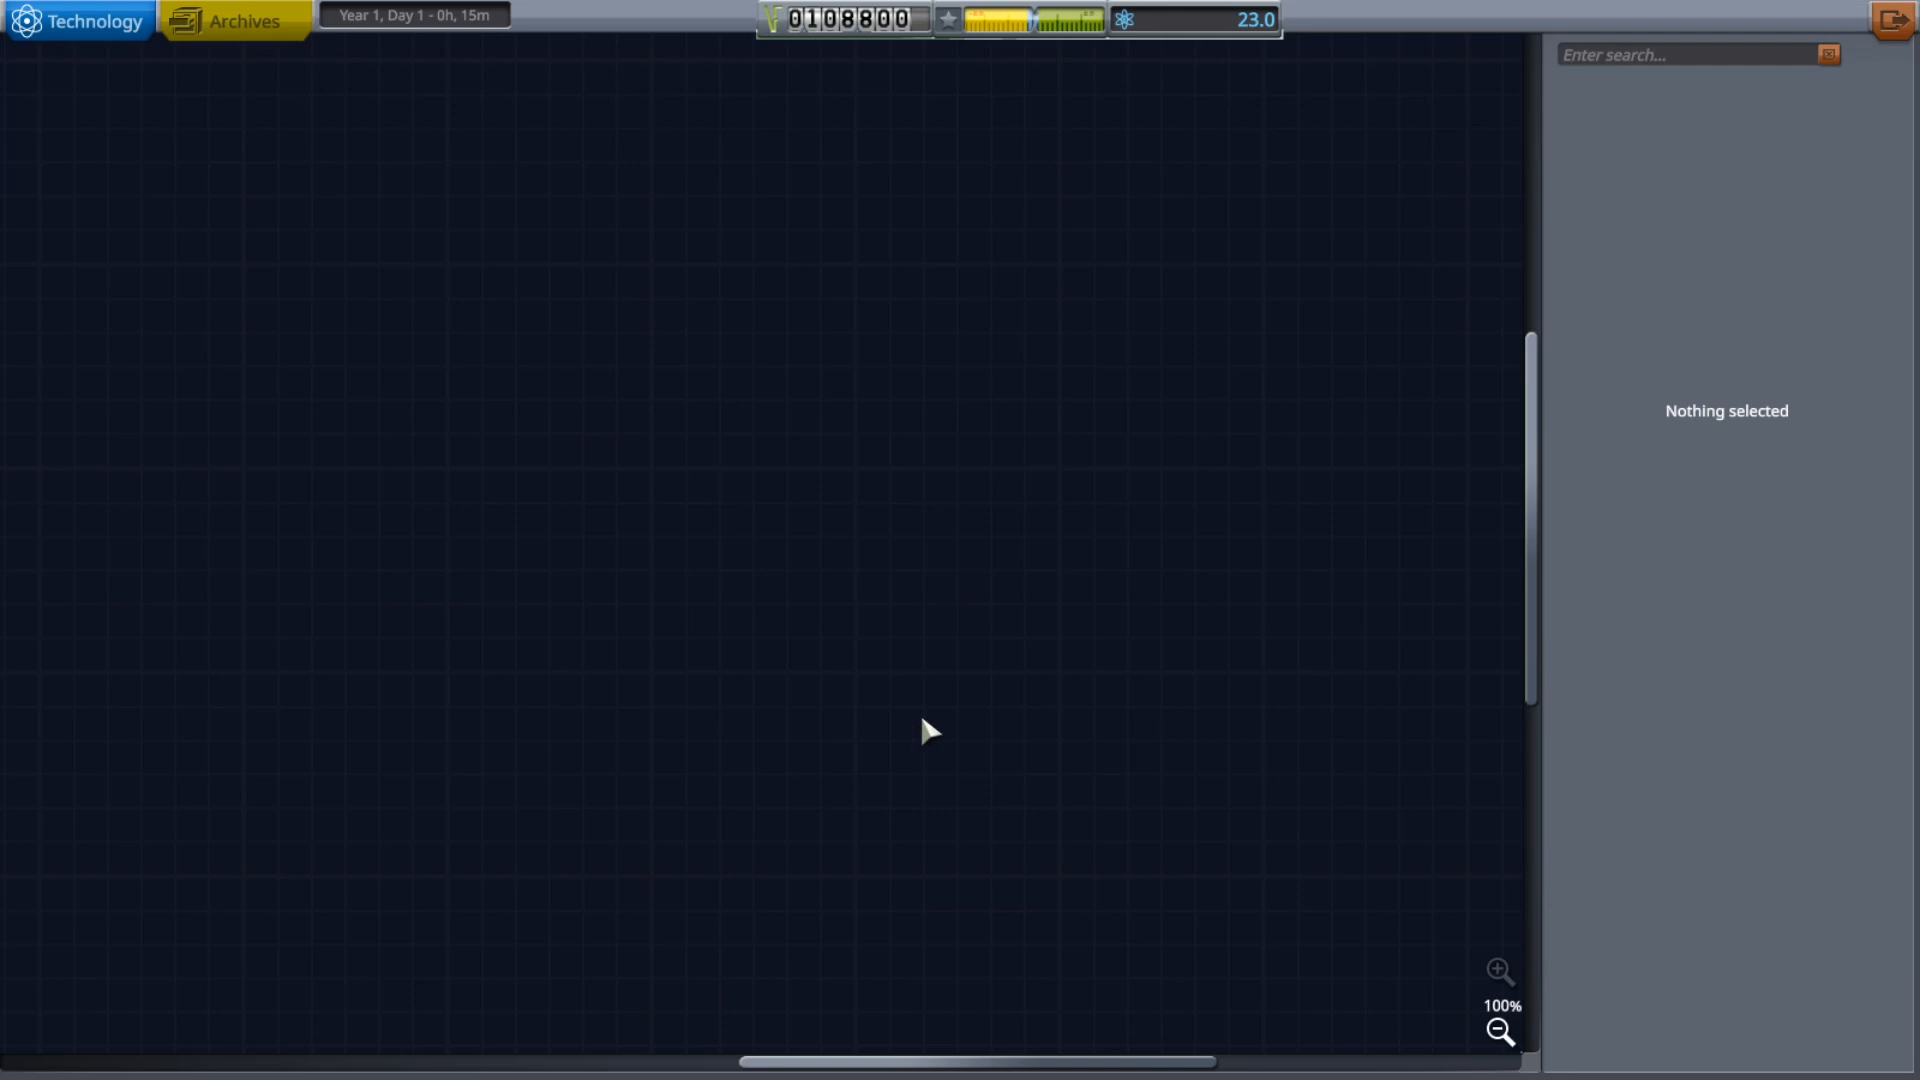 Technology
Archives
Year 1, Day 1 - 0h, 15m
0108800
23.0
Enter search...
Nothing selected
100%